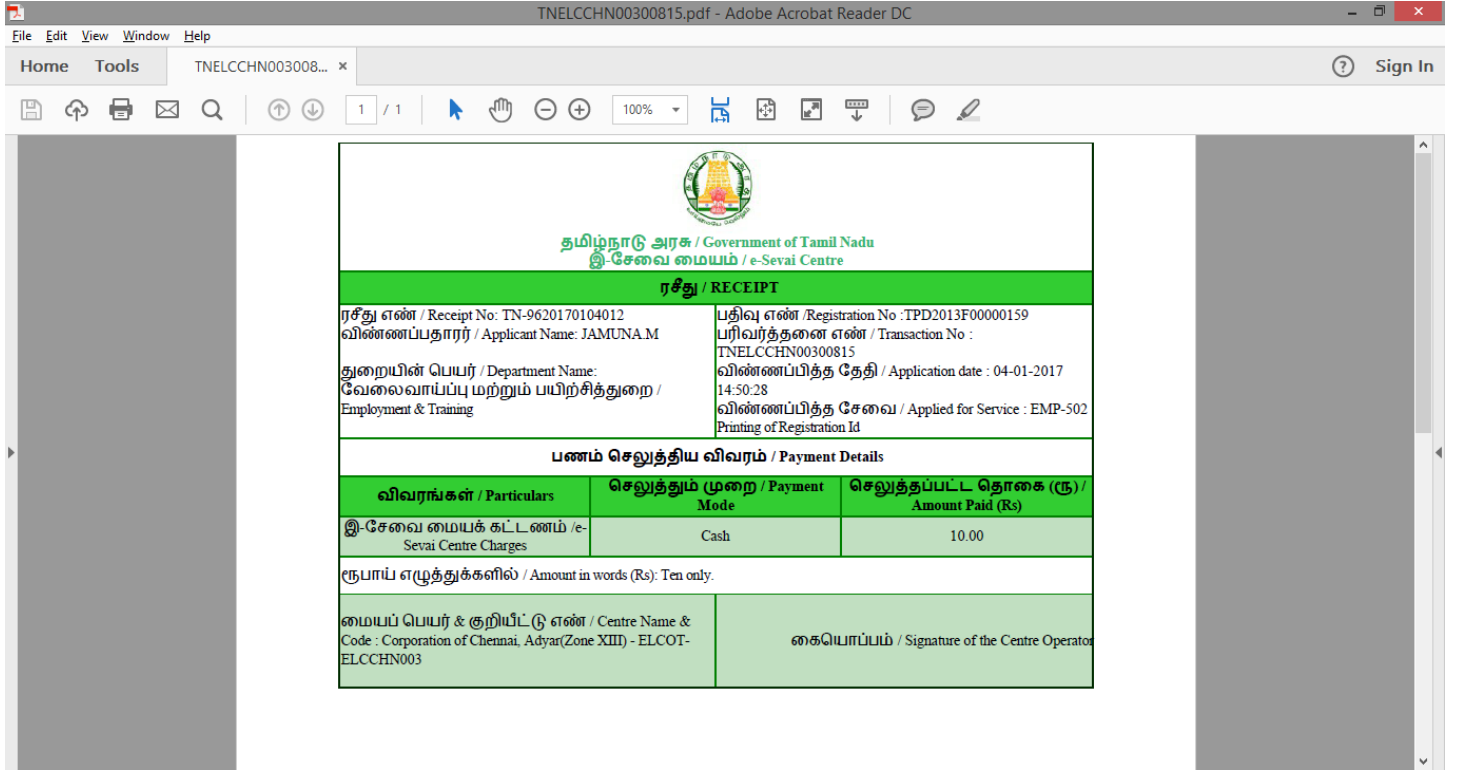 TNELCCHN00300815.pdf - Adobe Acrobat Reader DC
File Edit View Window Help
Home Tools TNELCCHN003008... × ? Sign In
1 / 1 100%
தமிழ்நாடு அரசு / Government of Tamil Nadu
இ-சேவை மையம் / e-Sevai Centre
ரசீது / RECEIPT
ரசீது எண் / Receipt No: TN-9620170104012
விண்ணப்பதாரர் / Applicant Name: JAMUNA.M
துறையின் பெயர் / Department Name:
வேலைவாய்ப்பு மற்றும் பயிற்சித்துறை /
Employment & Training
பதிவு எண் /Registration No :TPD2013F00000159
பரிவர்த்தனை எண் / Transaction No :
TNELCCHN00300815
விண்ணப்பித்த தேதி / Application date : 04-01-2017
14:50:28
விண்ணப்பித்த சேவை / Applied for Service : EMP-502
Printing of Registration Id
பணம் செலுத்திய விவரம் / Payment Details
விவரங்கள் / Particulars
செலுத்தும் முறை / Payment
Mode
செலுத்தப்பட்ட தொகை (ரூ) /
Amount Paid (Rs)
இ-சேவை மையக் கட்டணம் /e-
Sevai Centre Charges
Cash
10.00
ரூபாய் எழுத்துக்களில் / Amount in words (Rs): Ten only.
மையப் பெயர் & குறியீட்டு எண் / Centre Name &
Code : Corporation of Chennai, Adyar(Zone XIII) - ELCOT-
ELCCHN003
கையொப்பம் / Signature of the Centre Operator